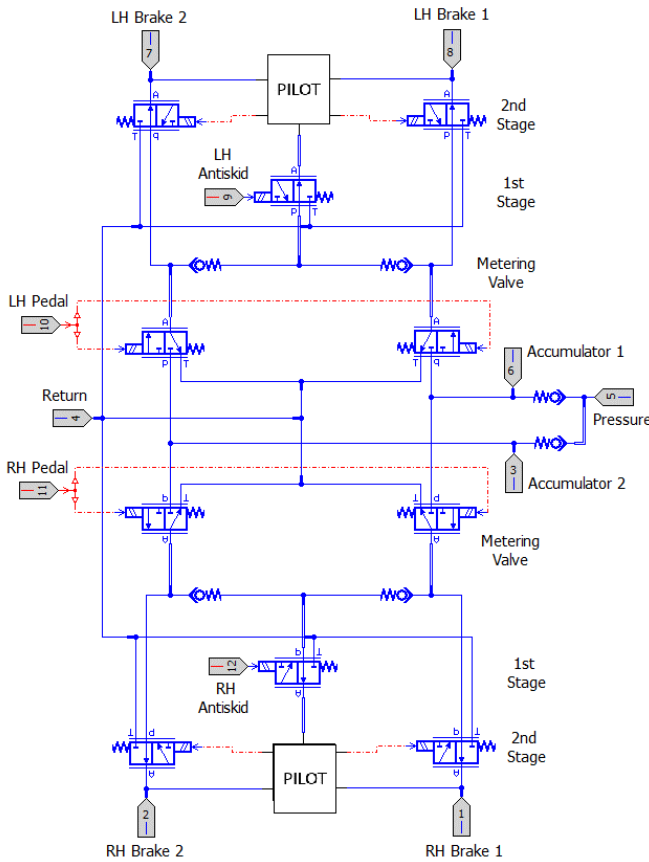 LH Brake 2
LH Brake 1
7
8
PILOT
A
A
T
P
P
T
2nd
Stage
LH
Antiskid
A
9
P
T
1st
Stage
Metering
Valve
LH Pedal
10
A
A
P
T
T
P
Accumulator 1
6
Return
4
5
Pressure
RH Pedal
11
3
Accumulator 2
P
T
T
P
A
A
Metering
Valve
12
P
T
A
RH
Antiskid
1st
Stage
T
P
P
T
A
A
2nd
Stage
PILOT
2
1
RH Brake 2
RH Brake 1